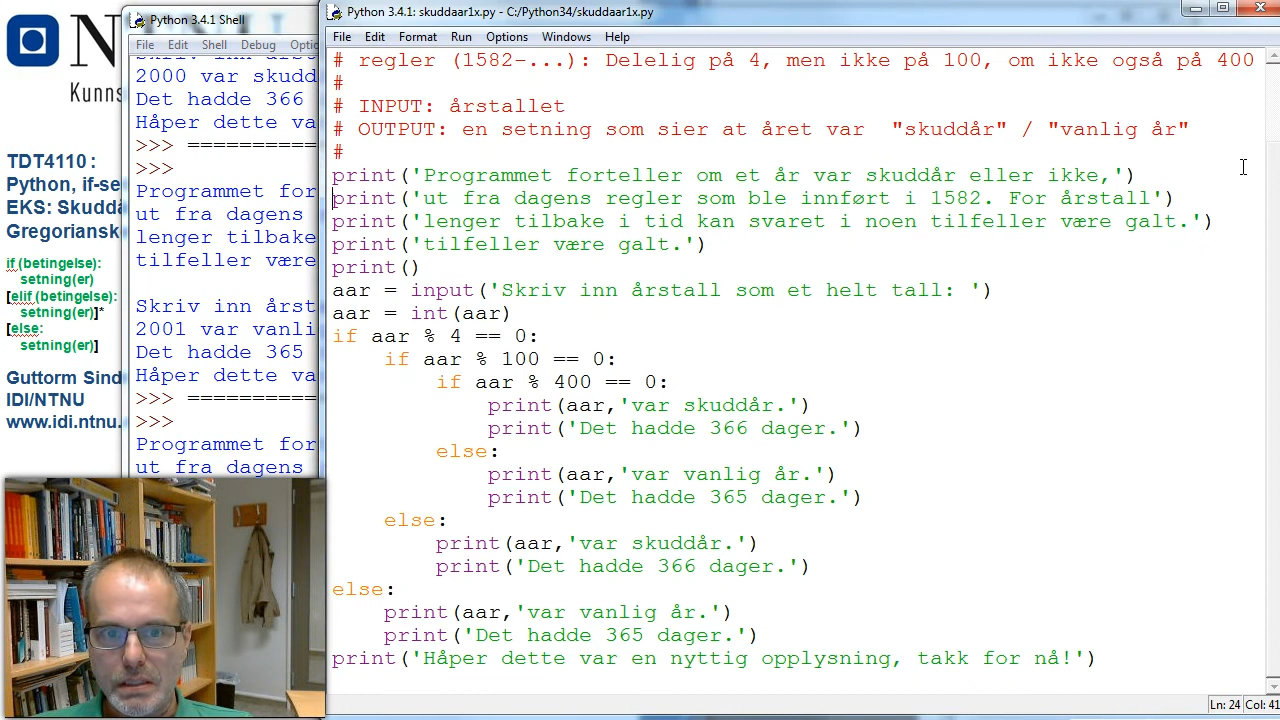 N
Kunns
TDT4110 :
Python, if-se
EKS: Skuddå
Gregoriansk
if (betingelse):
setning(er)
[elif (betingelse):
setning(er)]*
[else:
setning(er)]
Guttorm Sind
IDI/NTNU
www.idi.ntnu.
Python 3.4.1 Shell
File Edit Shell Debug Optio
Skriv inn årst
2000 var skudd
Det hadde 366
Håper dette va
>>> ==============
>>>
Programmet for
ut fra dagens
lenger tilbake
tilfeller være
Skriv inn årst
2001 var vanli
Det hadde 365
Håper dette va
>>> ==============
>>>
Programmet for
ut fra dagens
Python 3.4.1: skuddaar1x.py - C:/Python34/skuddaar1x.py
File Edit Format Run Options Windows Help
# regler (1582-...): Delelig på 4, men ikke på 100, om ikke også på 400
#
# INPUT: årstallet
# OUTPUT: en setning som sier at året var  "skuddår" / "vanlig år"
#
print('Programmet forteller om et år var skuddår eller ikke,')
print('ut fra dagens regler som ble innført i 1582. For årstall')
print('lenger tilbake i tid kan svaret i noen tilfeller være galt.')
print('tilfeller være galt.')
print()
aar = input('Skriv inn årstall som et helt tall: ')
aar = int(aar)
if aar % 4 == 0:
    if aar % 100 == 0:
        if aar % 400 == 0:
            print(aar,'var skuddår.')
            print('Det hadde 366 dager.')
        else:
            print(aar,'var vanlig år.')
            print('Det hadde 365 dager.')
    else:
        print(aar,'var skuddår.')
        print('Det hadde 366 dager.')
else:
    print(aar,'var vanlig år.')
    print('Det hadde 365 dager.')
print('Håper dette var en nyttig opplysning, takk for nå!')
Ln: 24 Col: 41